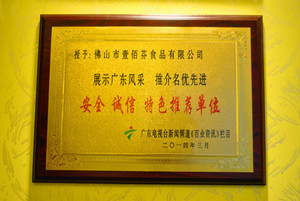 授予：佛山市壹佰芬食品有限公司
展示广东风采 推介名优先进
安全 诚信 特色推荐单位
广东电视台新闻频道《百业资讯》栏目
二〇一四年三月